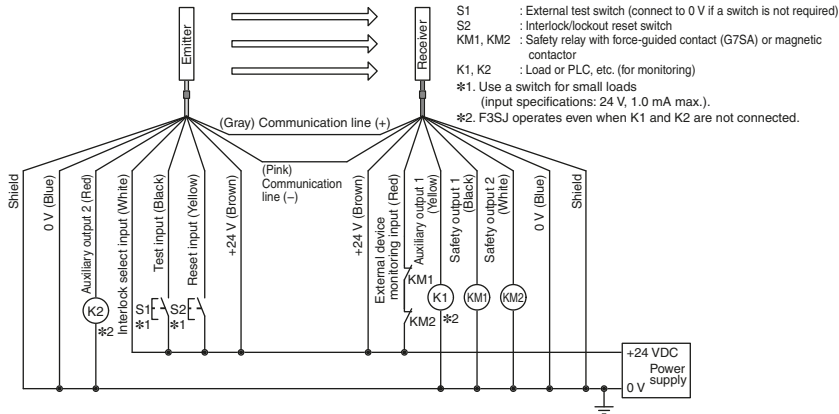 S1 : External test switch (connect to 0 V if a switch is not required)
S2 : Interlock/lockout reset switch
KM1, KM2 : Safety relay with force-guided contact (G7SA) or magnetic
contactor
K1, K2 : Load or PLC, etc. (for monitoring)
*1. Use a switch for small loads
(input specifications: 24 V, 1.0 mA max.).
*2. F3SJ operates even when K1 and K2 are not connected.
Emitter
Receiver
(Gray) Communication line (+)
(Pink)
Communication
line (−)
Shield
0 V (Blue)
Auxiliary output 2 (Red)
Interlock select input (White)
Test input (Black)
Reset input (Yellow)
+24 V (Brown)
+24 V (Brown)
External device
monitoring input (Red)
Auxiliary output 1
(Yellow)
Safety output 1
(Black)
Safety output 2
(White)
0 V (Blue)
Shield
K2
*2
S1
*1
S2
*1
KM1
KM2
K1
*2
KM1
KM2
+24 VDC
Power
supply
0 V